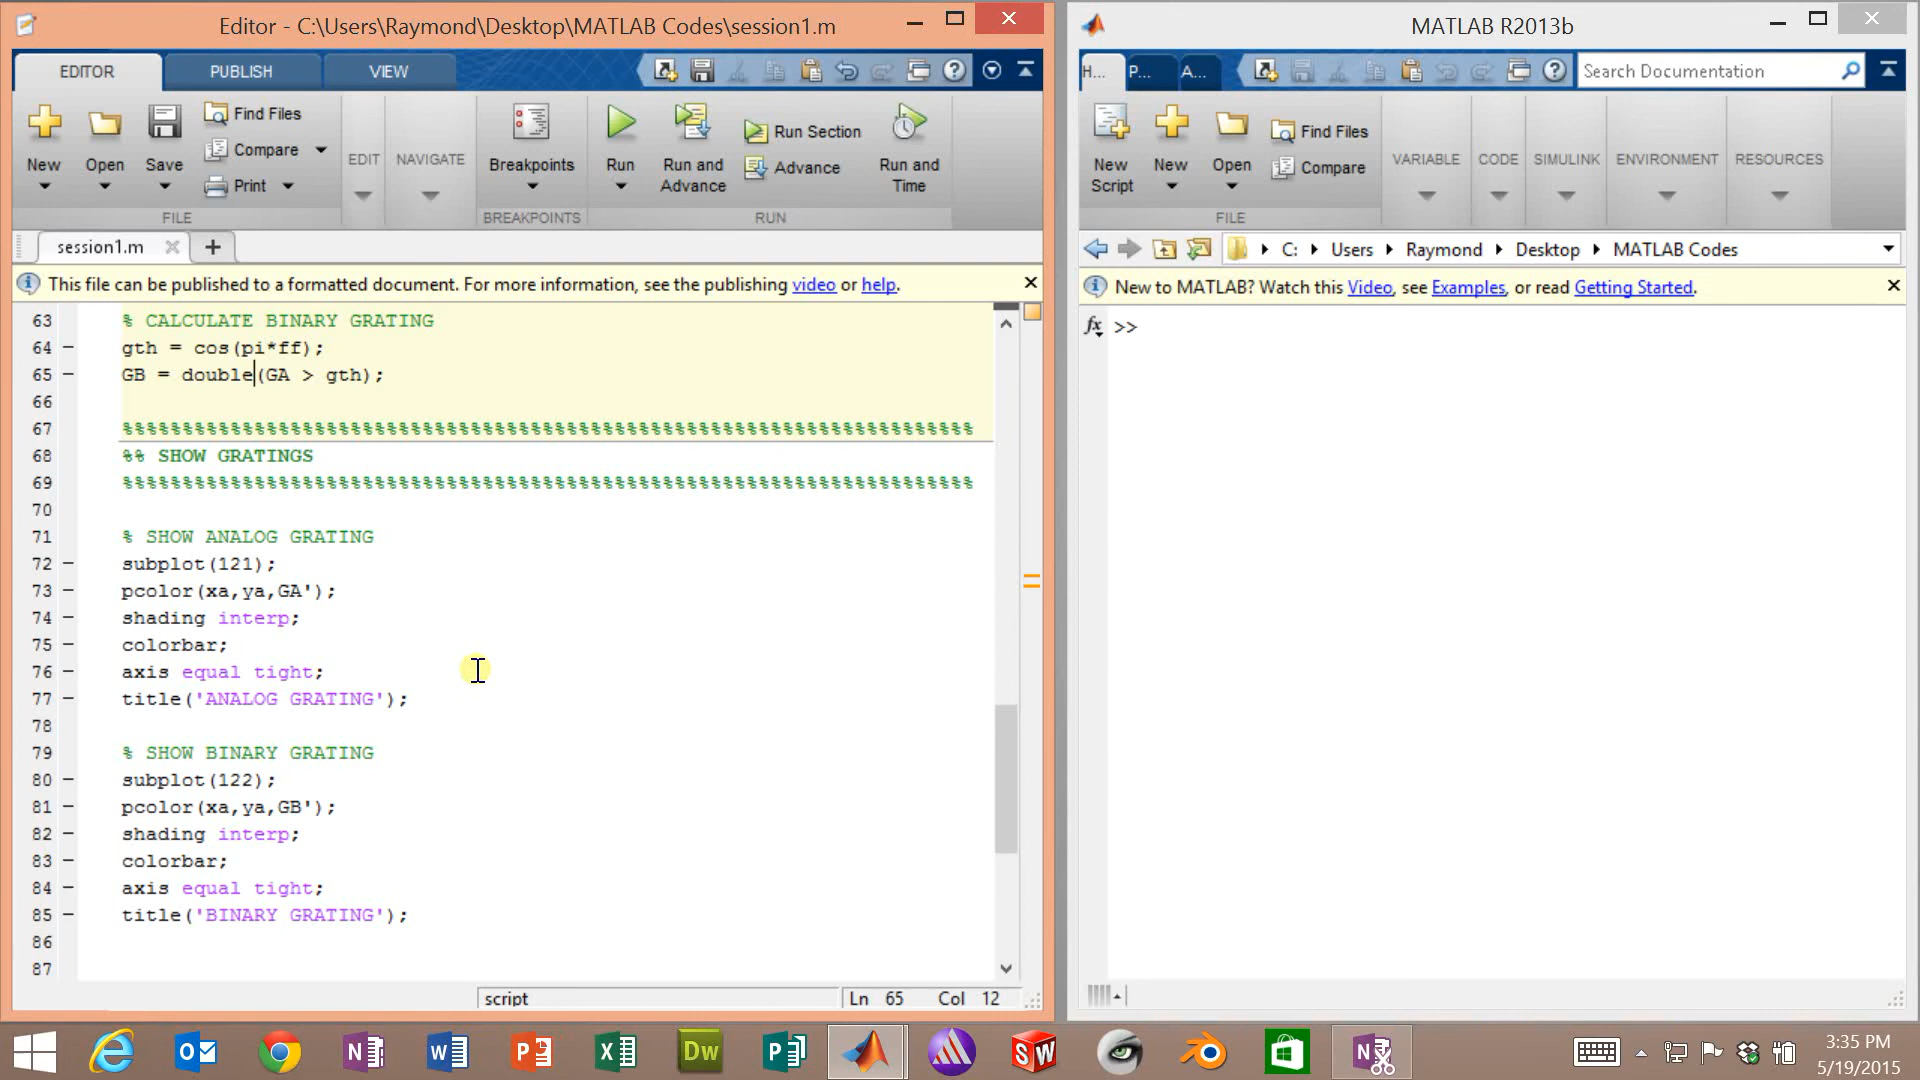 Editor - C:\Users\Raymond\Desktop\MATLAB Codes\session1.m
EDITOR PUBLISH VIEW
New Open Save Find Files Compare Print
FILE
EDIT
NAVIGATE
Breakpoints
BREAKPOINTS
Run Run and Advance Run Section Advance Run and Time
RUN
session1.m
This file can be published to a formatted document. For more information, see the publishing video or help.
63 % CALCULATE BINARY GRATING
64 – gth = cos(pi*ff);
65 – GB = double(GA > gth);
66
67 %%%%%%%%%%%%%%%%%%%%%%%%%%%%%%%%%%%%%%%%%%%%%%%%%%%%%%%%%%%%%%%%%%%%%%%
68 %% SHOW GRATINGS
69 %%%%%%%%%%%%%%%%%%%%%%%%%%%%%%%%%%%%%%%%%%%%%%%%%%%%%%%%%%%%%%%%%%%%%%%
70
71 % SHOW ANALOG GRATING
72 – subplot(121);
73 – pcolor(xa,ya,GA');
74 – shading interp;
75 – colorbar;
76 – axis equal tight;
77 – title('ANALOG GRATING');
78
79 % SHOW BINARY GRATING
80 – subplot(122);
81 – pcolor(xa,ya,GB');
82 – shading interp;
83 – colorbar;
84 – axis equal tight;
85 – title('BINARY GRATING');
86
87
script Ln 65 Col 12
MATLAB R2013b
H... P... A... Search Documentation
New Script New Open Find Files Compare
FILE
VARIABLE CODE SIMULINK ENVIRONMENT RESOURCES
C: Users Raymond Desktop MATLAB Codes
New to MATLAB? Watch this Video, see Examples, or read Getting Started.
fx >>
3:35 PM
5/19/2015